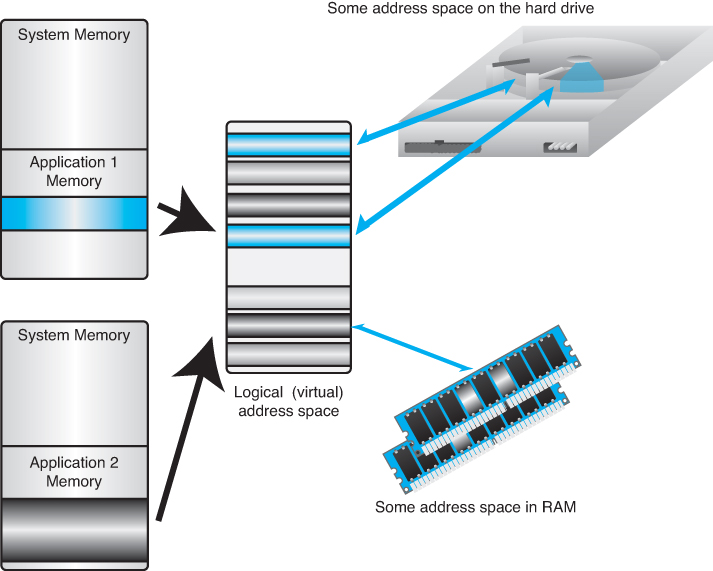 Some address space on the hard drive
System Memory
Application 1
Memory
System Memory
Application 2
Memory
Logical (virtual)
address space
Some address space in RAM